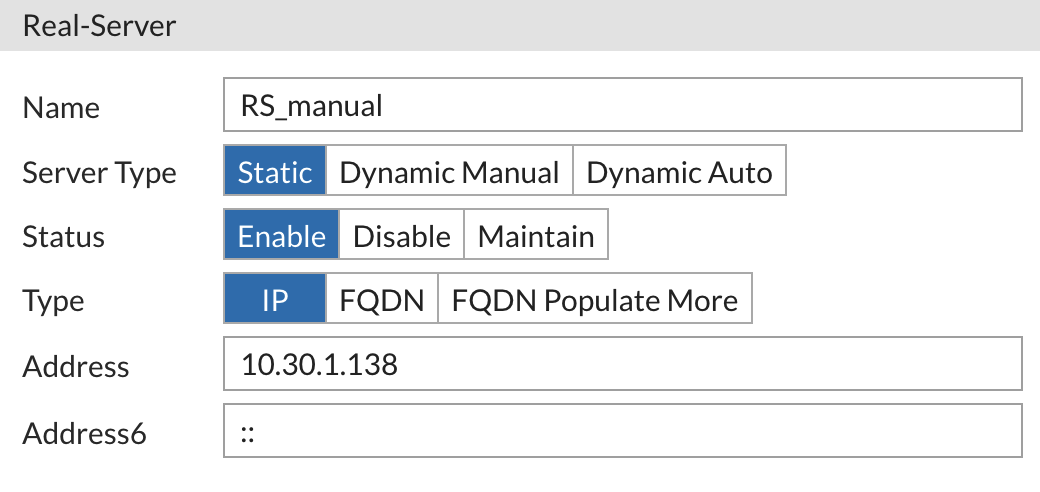 Real-Server
Name RS_manual
Server Type Static Dynamic Manual Dynamic Auto
Status Enable Disable Maintain
Type IP FQDN FQDN Populate More
Address 10.30.1.138
Address6 ::